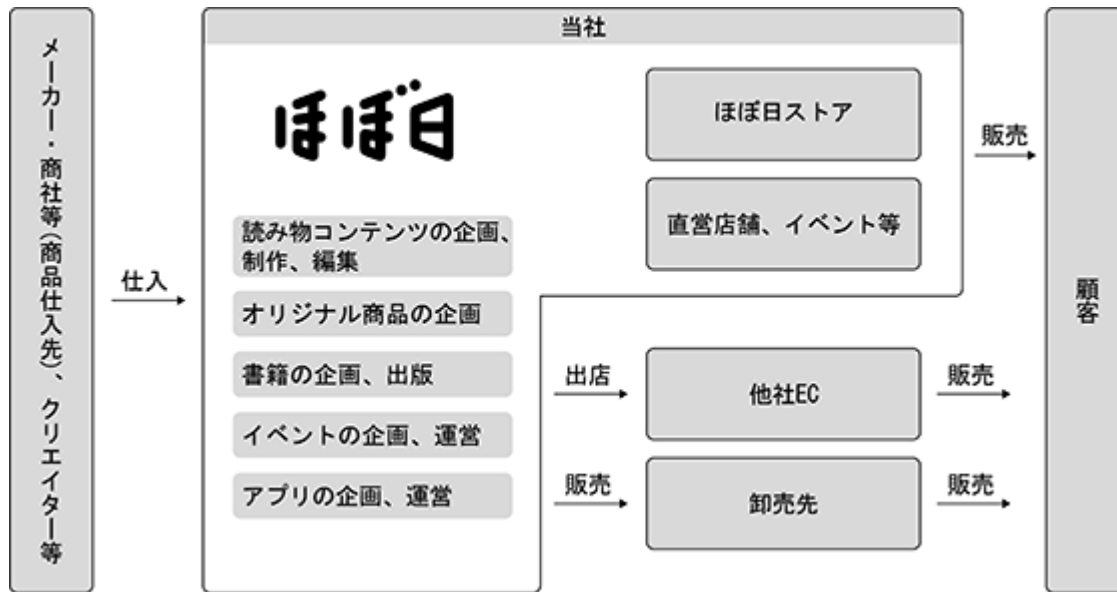 メーカー・商社等(商品仕入先)、クリエイター等
仕入
当社
ほぼ日
読み物コンテンツの企画、
制作、編集
オリジナル商品の企画
書籍の企画、出版
イベントの企画、運営
アプリの企画、運営
ほぼ日ストア
直営店舗、イベント等
販売
出店
他社EC
販売
販売
卸売先
販売
顧客